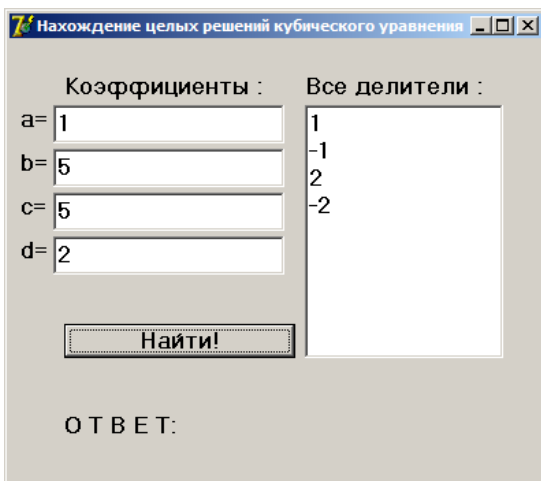 Нахождение целых решений кубического уравнения
Коэффициенты :
a= 1
b= 5
c= 5
d= 2
Найти!
Все делители :
1
-1
2
-2
О Т В Е Т: